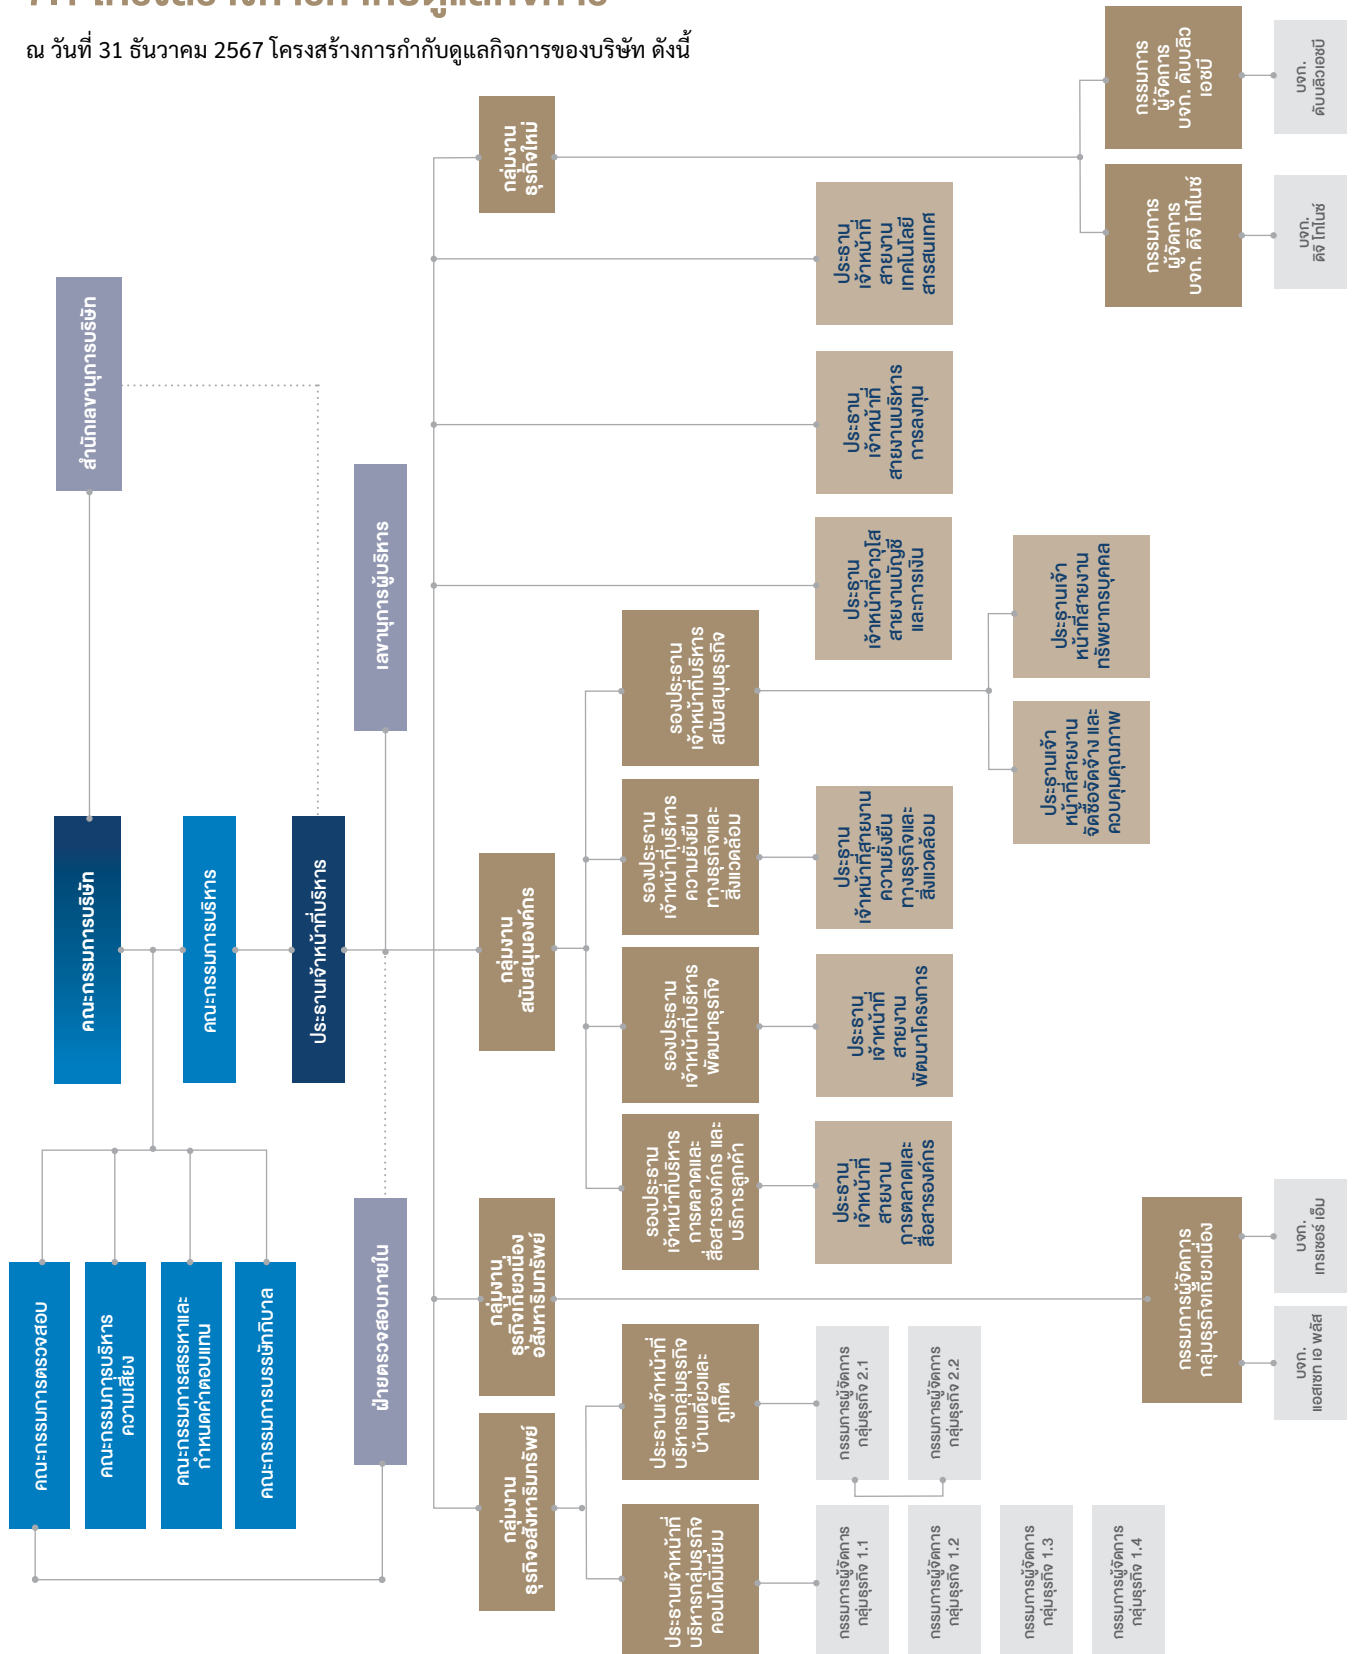 7.1 โครงสร้างการกำกับดูแลกิจการ
ณ วันที่ 31 ธันวาคม 2567 โครงสร้างการกำกับดูแลกิจการของบริษัท ดังนี้
สำนักเลขานุการบริษัท
คณะกรรมการบริษัท
คณะกรรมการบริหาร
ประธานเจ้าหน้าที่บริหาร
เลขานุการผู้บริหาร
ฝ่ายตรวจสอบภายใน
คณะกรรมการตรวจสอบ
คณะกรรมการบริหาร
ความเสี่ยง
คณะกรรมการสรรหาและ
กำหนดค่าตอบแทน
คณะกรรมการบรรษัทภิบาล
กลุ่มงาน
ธุรกิจอสังหาริมทรัพย์
กลุ่มงาน
ธุรกิจเกี่ยวเนื่อง
อสังหาริมทรัพย์
กลุ่มงาน
สนับสนุนองค์กร
กลุ่มงาน
ธุรกิจใหม่
ประธานเจ้าหน้าที่
บริหารกลุ่มธุรกิจ
คอนโดมิเนียม
ประธานเจ้าหน้าที่
บริหารกลุ่มธุรกิจ
บ้านเดี่ยวและ
ภูเก็ต
รองประธาน
เจ้าหน้าที่บริหาร
การตลาดและ
สื่อสารองค์กร และ
บริการลูกค้า
รองประธาน
เจ้าหน้าที่บริหาร
พัฒนาธุรกิจ
รองประธาน
เจ้าหน้าที่บริหาร
ความยั่งยืน
ทางธุรกิจและ
สิ่งแวดล้อม
รองประธาน
เจ้าหน้าที่บริหาร
สนับสนุนธุรกิจ
กรรมการผู้จัดการ
กลุ่มธุรกิจ 1.1
กรรมการผู้จัดการ
กลุ่มธุรกิจ 1.2
กรรมการผู้จัดการ
กลุ่มธุรกิจ 1.3
กรรมการผู้จัดการ
กลุ่มธุรกิจ 1.4
กรรมการผู้จัดการ
กลุ่มธุรกิจ 2.1
กรรมการผู้จัดการ
กลุ่มธุรกิจ 2.2
ประธาน
เจ้าหน้าที่
สายงาน
การตลาดและ
สื่อสารองค์กร
ประธาน
เจ้าหน้าที่
สายงาน
พัฒนาโครงการ
ประธาน
เจ้าหน้าที่สายงาน
ความยั่งยืน
ทางธุรกิจและ
สิ่งแวดล้อม
ประธาน
เจ้าหน้าที่อาวุโส
สายงานบัญชี
และการเงิน
ประธาน
เจ้าหน้าที่
สายงานบริหาร
การลงทุน
ประธาน
เจ้าหน้าที่
สายงาน
เทคโนโลยี
สารสนเทศ
ประธานเจ้า
หน้าที่สายงาน
จัดซื้อจัดจ้าง และ
ควบคุมคุณภาพ
ประธานเจ้า
หน้าที่สายงาน
ทรัพยากรบุคคล
กรรมการผู้จัดการ
กลุ่มธุรกิจเกี่ยวเนื่อง
บจก.
แอสเซท เอ พลัส
บจก.
เทรเชอร์ เอ็ม
กรรมการ
ผู้จัดการ
บจก. ดิจิ โทไนซ์
กรรมการ
ผู้จัดการ
บจก. ดับบลิว
เอชบี
บจก.
ดิจิ โทไนซ์
บจก.
ดับบลิวเอชบี